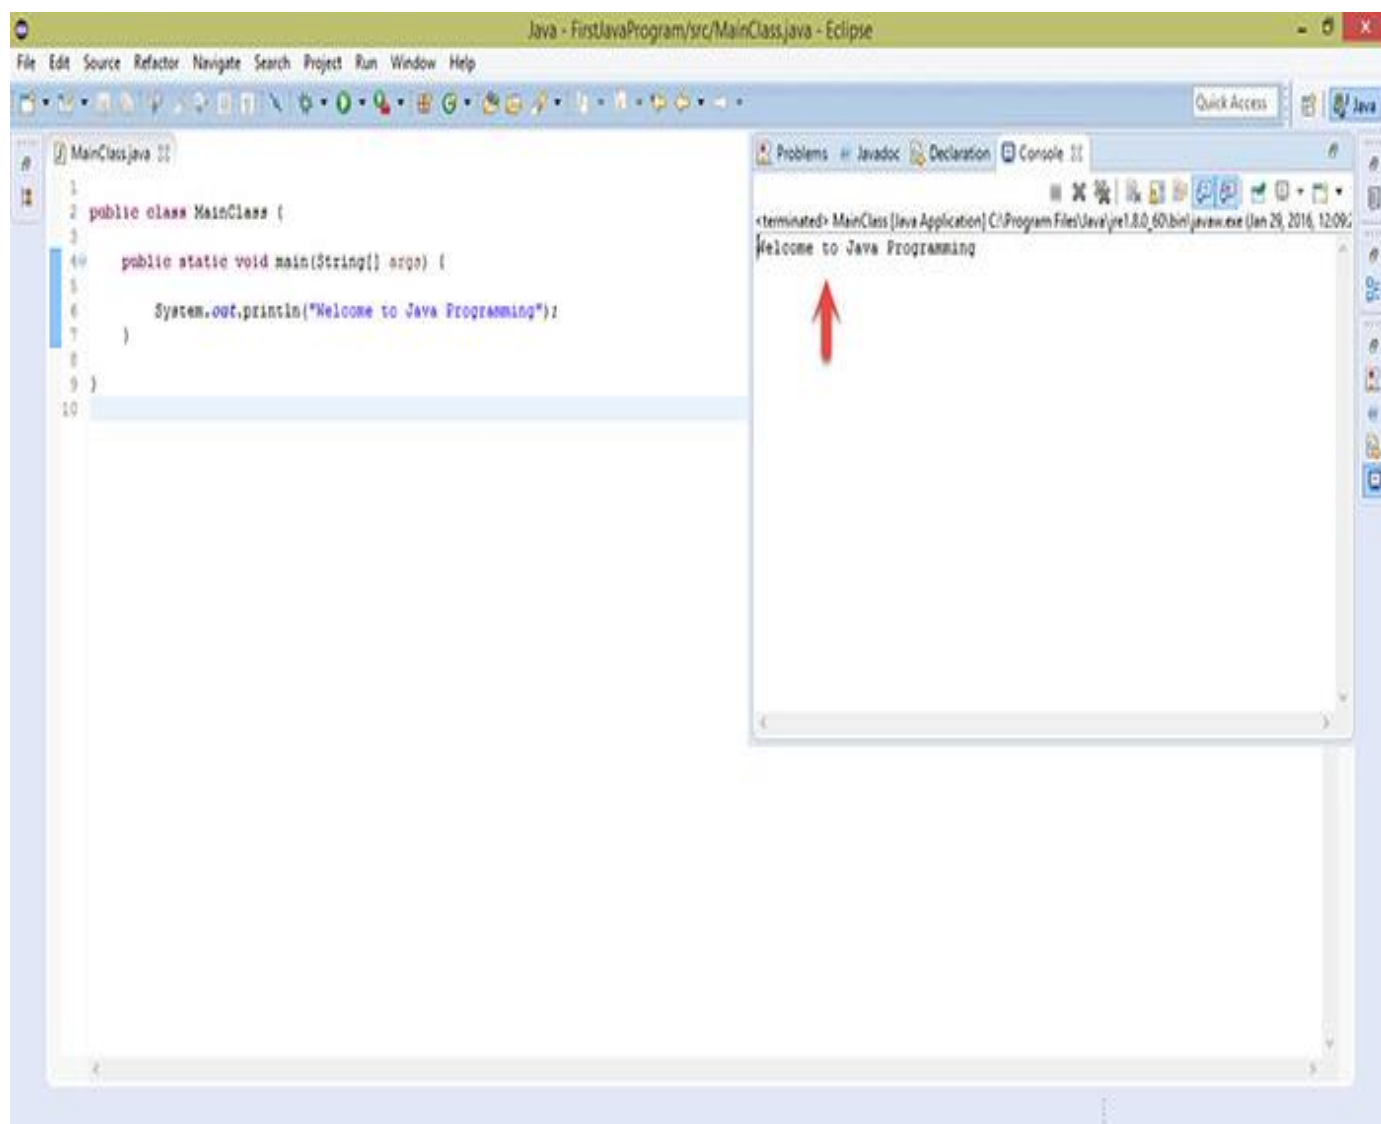 Java - FirstJavaProgram/src/MainClass.java - Eclipse
File Edit Source Refactor Navigate Search Project Run Window Help
Quick Access
Java
MainClass.java
Problems Javadoc Declaration Console
<terminated> MainClass [Java Application] C:\Program Files\Java\jre1.8.0_60\bin\javaw.exe (Jan 29, 2016, 12:09:
Welcome to Java Programming
1
2 public class MainClass {
3
4 public static void main(String[] args) {
5
6 System.out.println("Welcome to Java Programming");
7 }
8
9 }
10